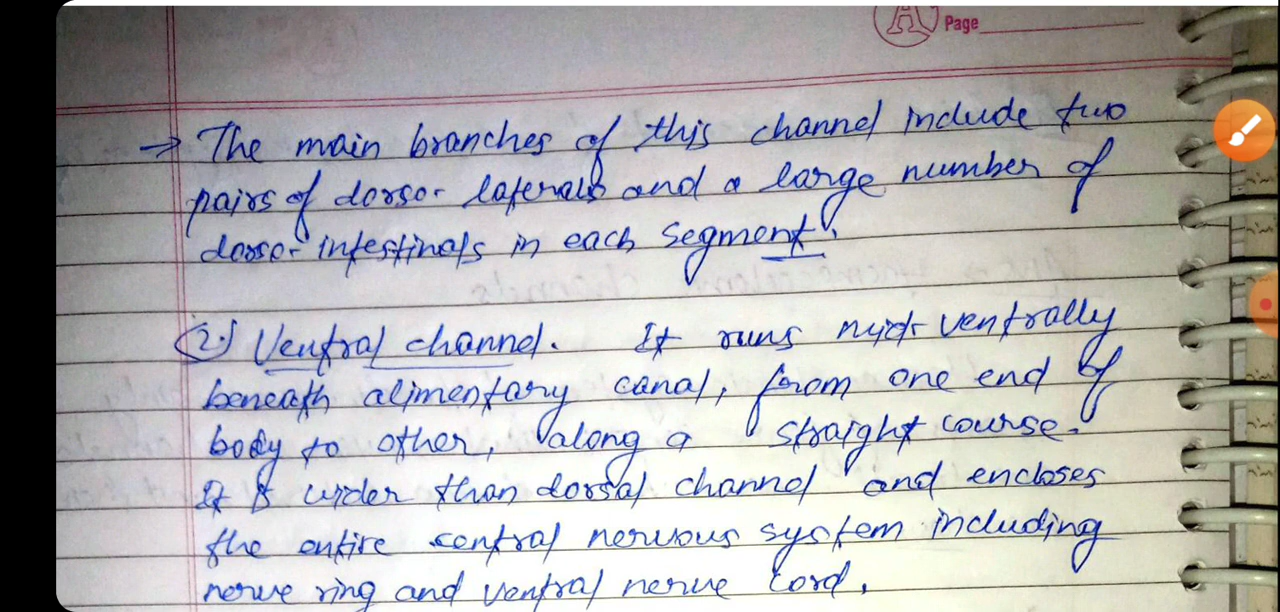 A Page
→ The main branches of this channel include two
pairs of dorso-laterals and a large number of
dorso-intestinals in each segment.
(2.) Ventral channel. It runs mid-ventrally
beneath alimentary canal, from one end of
body to other, along a straight course.
It is wider than dorsal channel and encloses
the entire central nervous system including
nerve ring and ventral nerve cord.